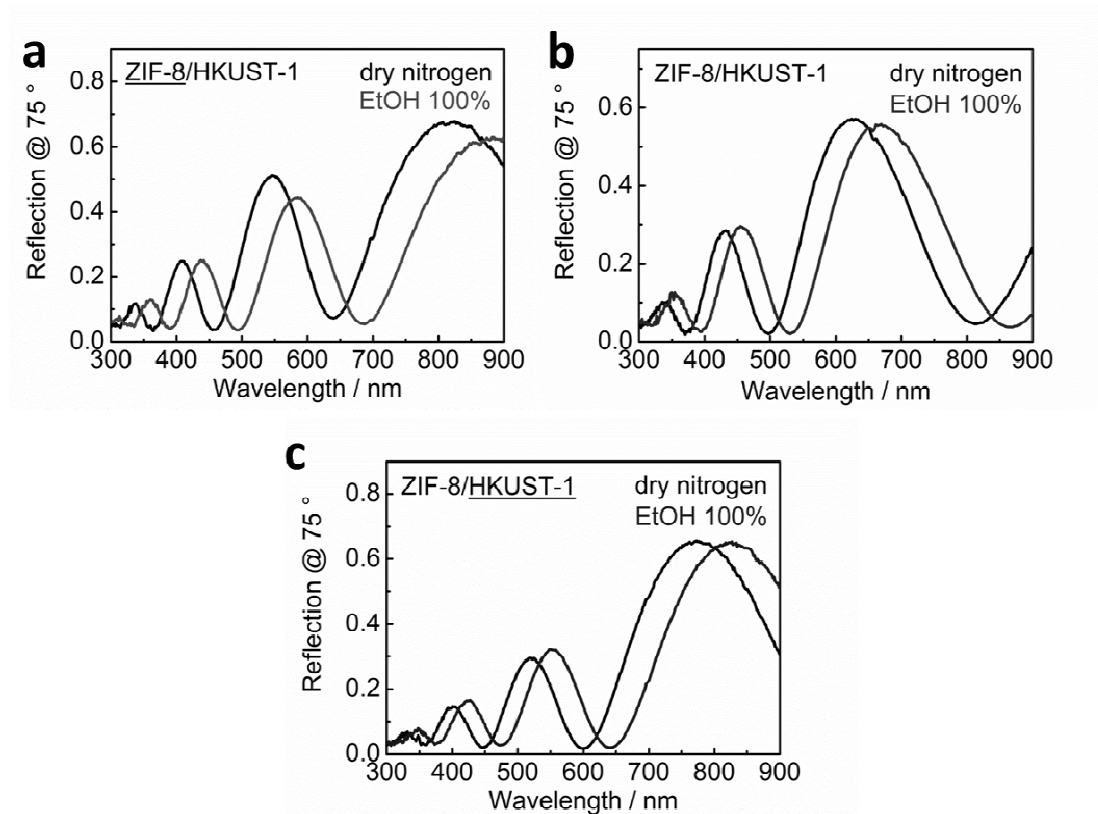 a
ZIF-8/HKUST-1 dry nitrogen
EtOH 100%
0.8
0.6
0.4
0.2
0.0
Reflection @ 75 °
300 400 500 600 700 800 900
Wavelength / nm
b
ZIF-8/HKUST-1 dry nitrogen
EtOH 100%
0.6
0.4
0.2
0.0
Reflection @ 75 °
300 400 500 600 700 800 900
Wavelength / nm
c
ZIF-8/HKUST-1 dry nitrogen
EtOH 100%
0.8
0.6
0.4
0.2
0.0
Reflection @ 75 °
300 400 500 600 700 800 900
Wavelength / nm